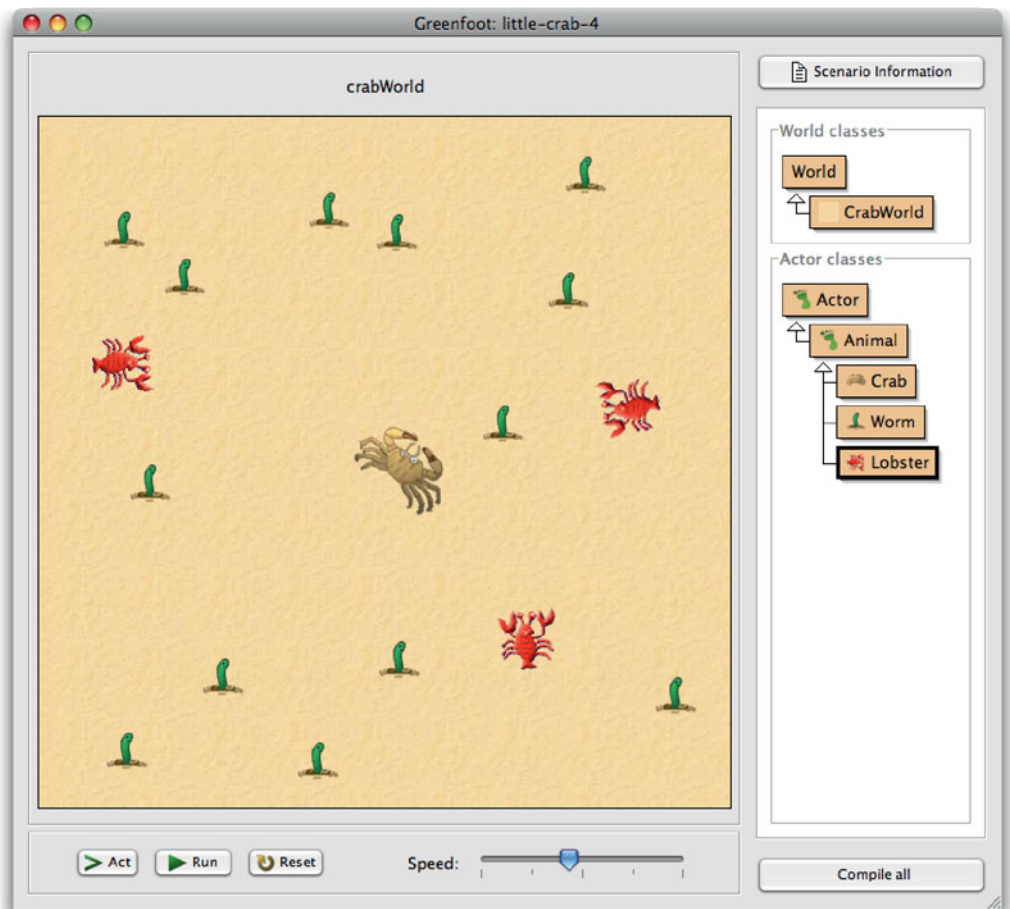 Greenfoot: little-crab-4
crabWorld
Scenario Information
World classes
World
CrabWorld
Actor classes
Actor
Animal
Crab
Worm
Lobster
Act
Run
Reset
Speed:
Compile all